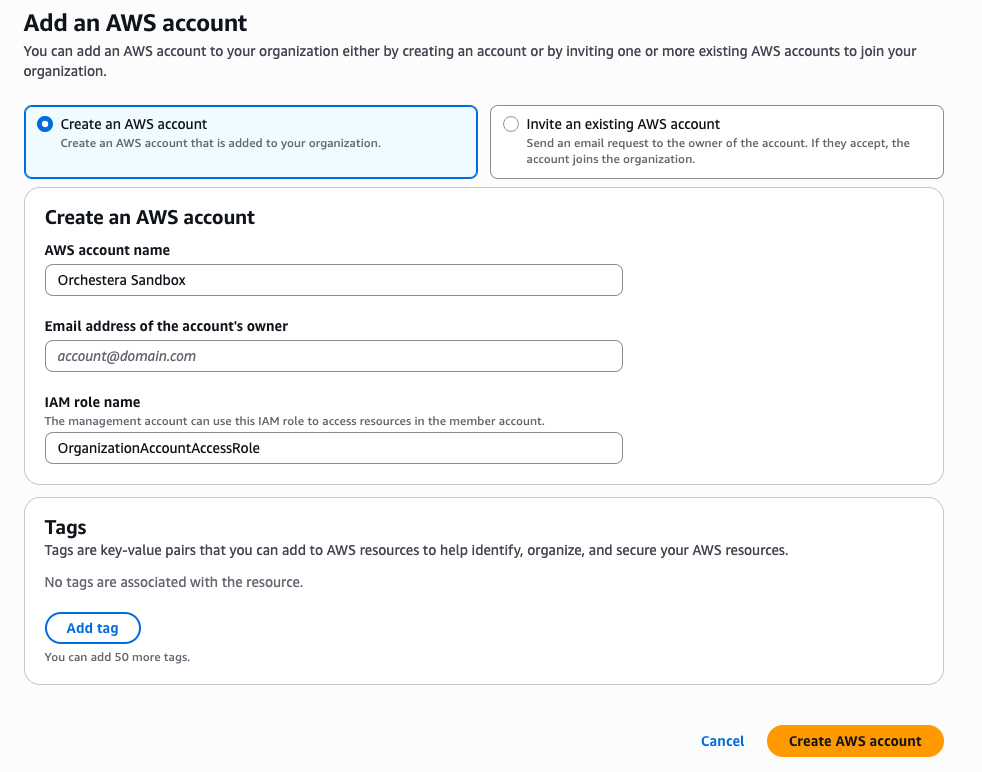 Add an AWS account
You can add an AWS account to your organization either by creating an account or by inviting one or more existing AWS accounts to join your
organization.
Create an AWS account
Create an AWS account that is added to your organization.
Invite an existing AWS account
Send an email request to the owner of the account. If they accept, the
account joins the organization.
Create an AWS account
AWS account name
Orchestera Sandbox
Email address of the account's owner
account@domain.com
IAM role name
The management account can use this IAM role to access resources in the member account.
OrganizationAccountAccessRole
Tags
Tags are key-value pairs that you can add to AWS resources to help identify, organize, and secure your AWS resources.
No tags are associated with the resource.
Add tag
You can add 50 more tags.
Cancel
Create AWS account